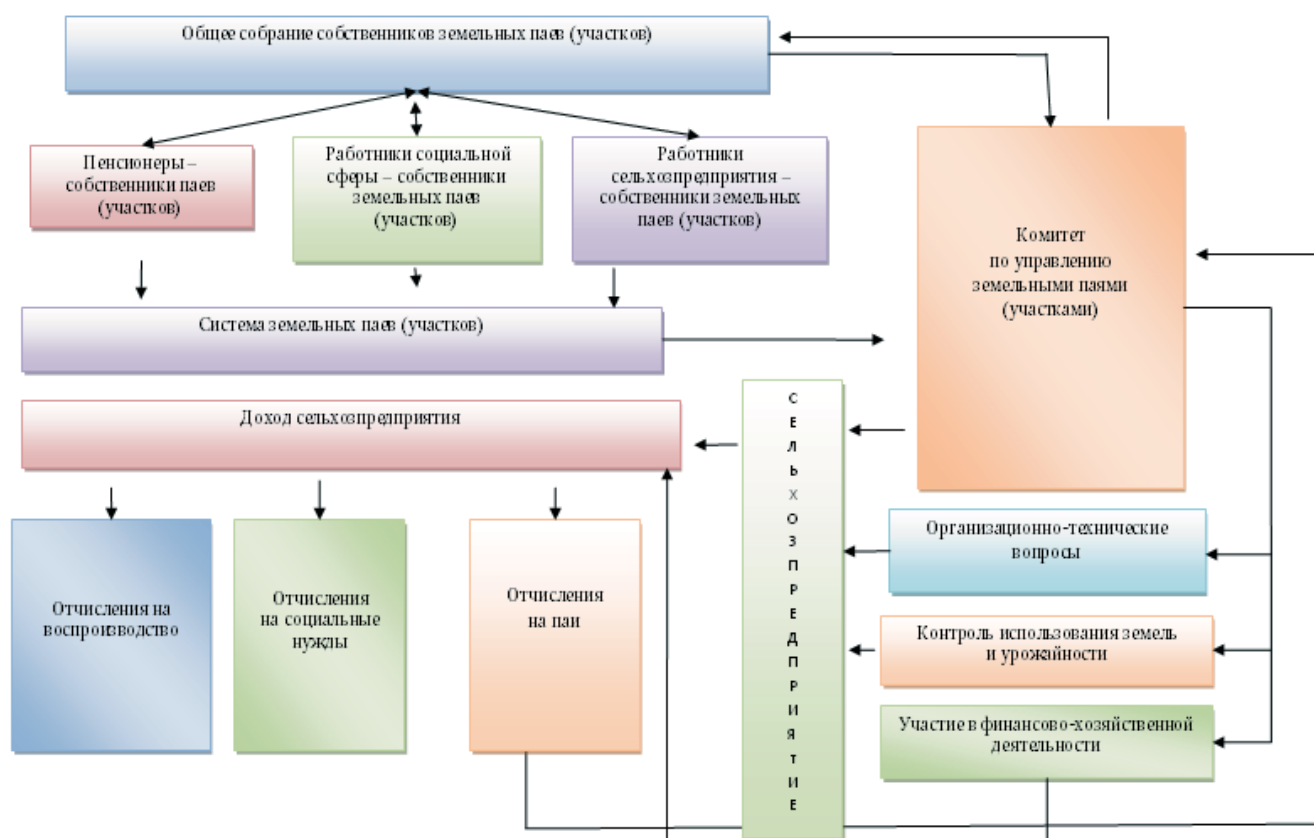 Общее собрание собственников земельных паев (участков)
Пенсионеры –
собственники паев
(участков)
Работники социальной
сферы – собственники
земельных паев
(участков)
Работники
сельхозпредприятия –
собственники земельных
паев (участков)
Комитет
по управлению
земельными паями
(участками)
Система земельных паев (участков)
Доход сельхозпредприятия
С
Е
Л
Ь
Х
О
З
П
Р
Е
Д
П
Р
И
Я
Т
И
Е
Организационно-технические
вопросы
Отчисления на
воспроизводство
Отчисления
на социальные
нужды
Отчисления
на паи
Контроль использования земель
и урожайности
Участие в финансово-хозяйственной
деятельности